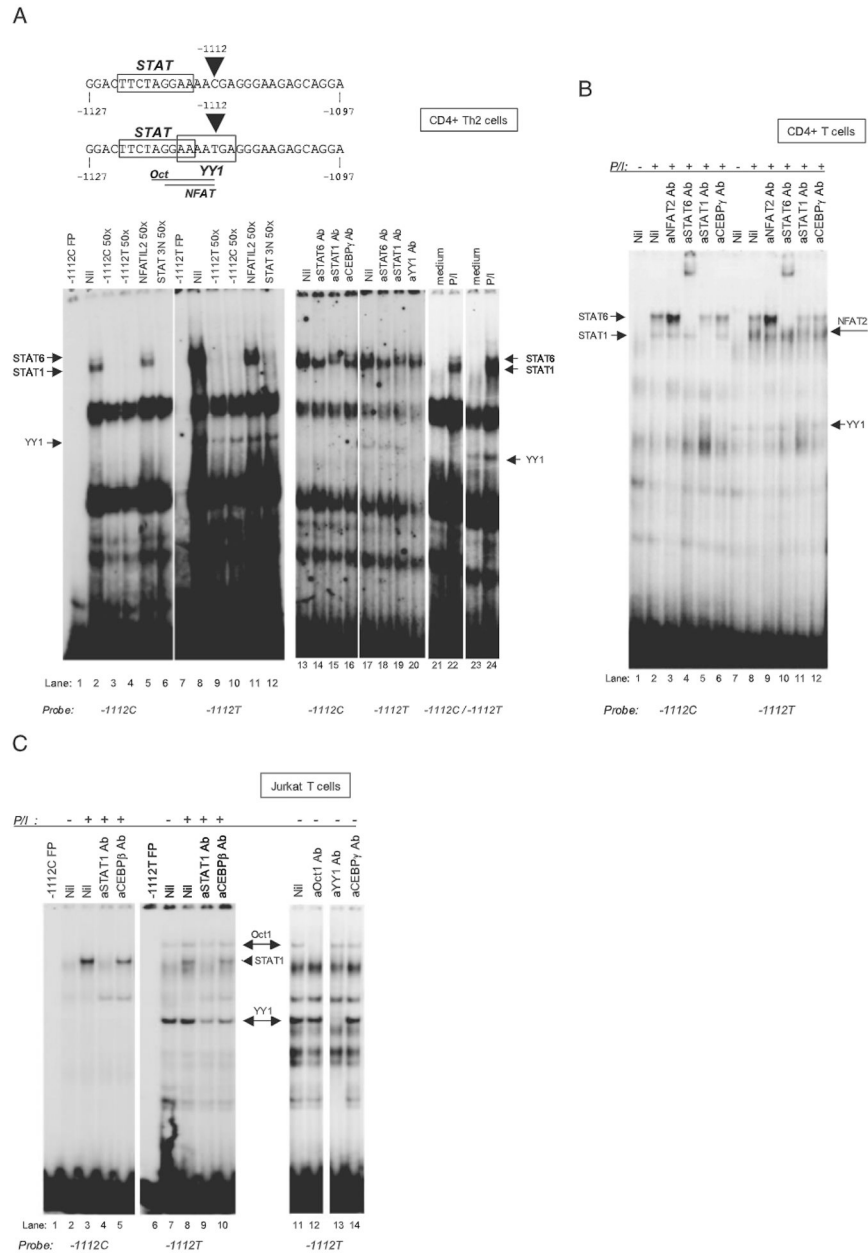 A
-1112
STAT
GGACTTCTAGGAAAACGAGGGAAGAGCAGGA
-1127
-1097
-1112
STAT
GGACTTCTAGGAAAATGAGGGAAGAGCAGGA
-1127
YY1
-1097
Oct
NFAT
CD4+ Th2 cells
-1112C FP
Nil
-1112C 50x
-1112T 50x
NFATIL2 50x
STAT 3N 50x
-1112T FP
Nil
-1112T 50x
-1112C 50x
NFATIL2 50x
STAT 3N 50x
Nil
aSTAT6 Ab
aSTAT1 Ab
aCEBPγ Ab
Nil
aSTAT6 Ab
aSTAT1 Ab
aYY1 Ab
medium
P/I
medium
P/I
STAT6
STAT1
YY1
STAT6
STAT1
YY1
13 14 15 16 17 18 19 20 21 22 23 24
Lane: 1 2 3 4 5 6 7 8 9 10 11 12
Probe: -1112C -1112T -1112C -1112T -1112C / -1112T
B
CD4+ T cells
P/I: - + + + + + - + + + + +
Nil
Nil
aNFAT2 Ab
aSTAT6 Ab
aSTAT1 Ab
aCEBPγ Ab
Nil
Nil
aNFAT2 Ab
aSTAT6 Ab
aSTAT1 Ab
aCEBPγ Ab
STAT6
STAT1
NFAT2
YY1
Lane: 1 2 3 4 5 6 7 8 9 10 11 12
Probe: -1112C -1112T
C
Jurkat T cells
P/I : - + + + - + + + - - - -
-1112C FP
Nil
Nil
aSTAT1 Ab
aCEBPβ Ab
-1112T FP
Nil
Nil
aSTAT1 Ab
aCEBPβ Ab
Nil
aOct1 Ab
aYY1 Ab
aCEBPγ Ab
Oct1
STAT1
YY1
Lane: 1 2 3 4 5 6 7 8 9 10 11 12 13 14
Probe: -1112C -1112T -1112T